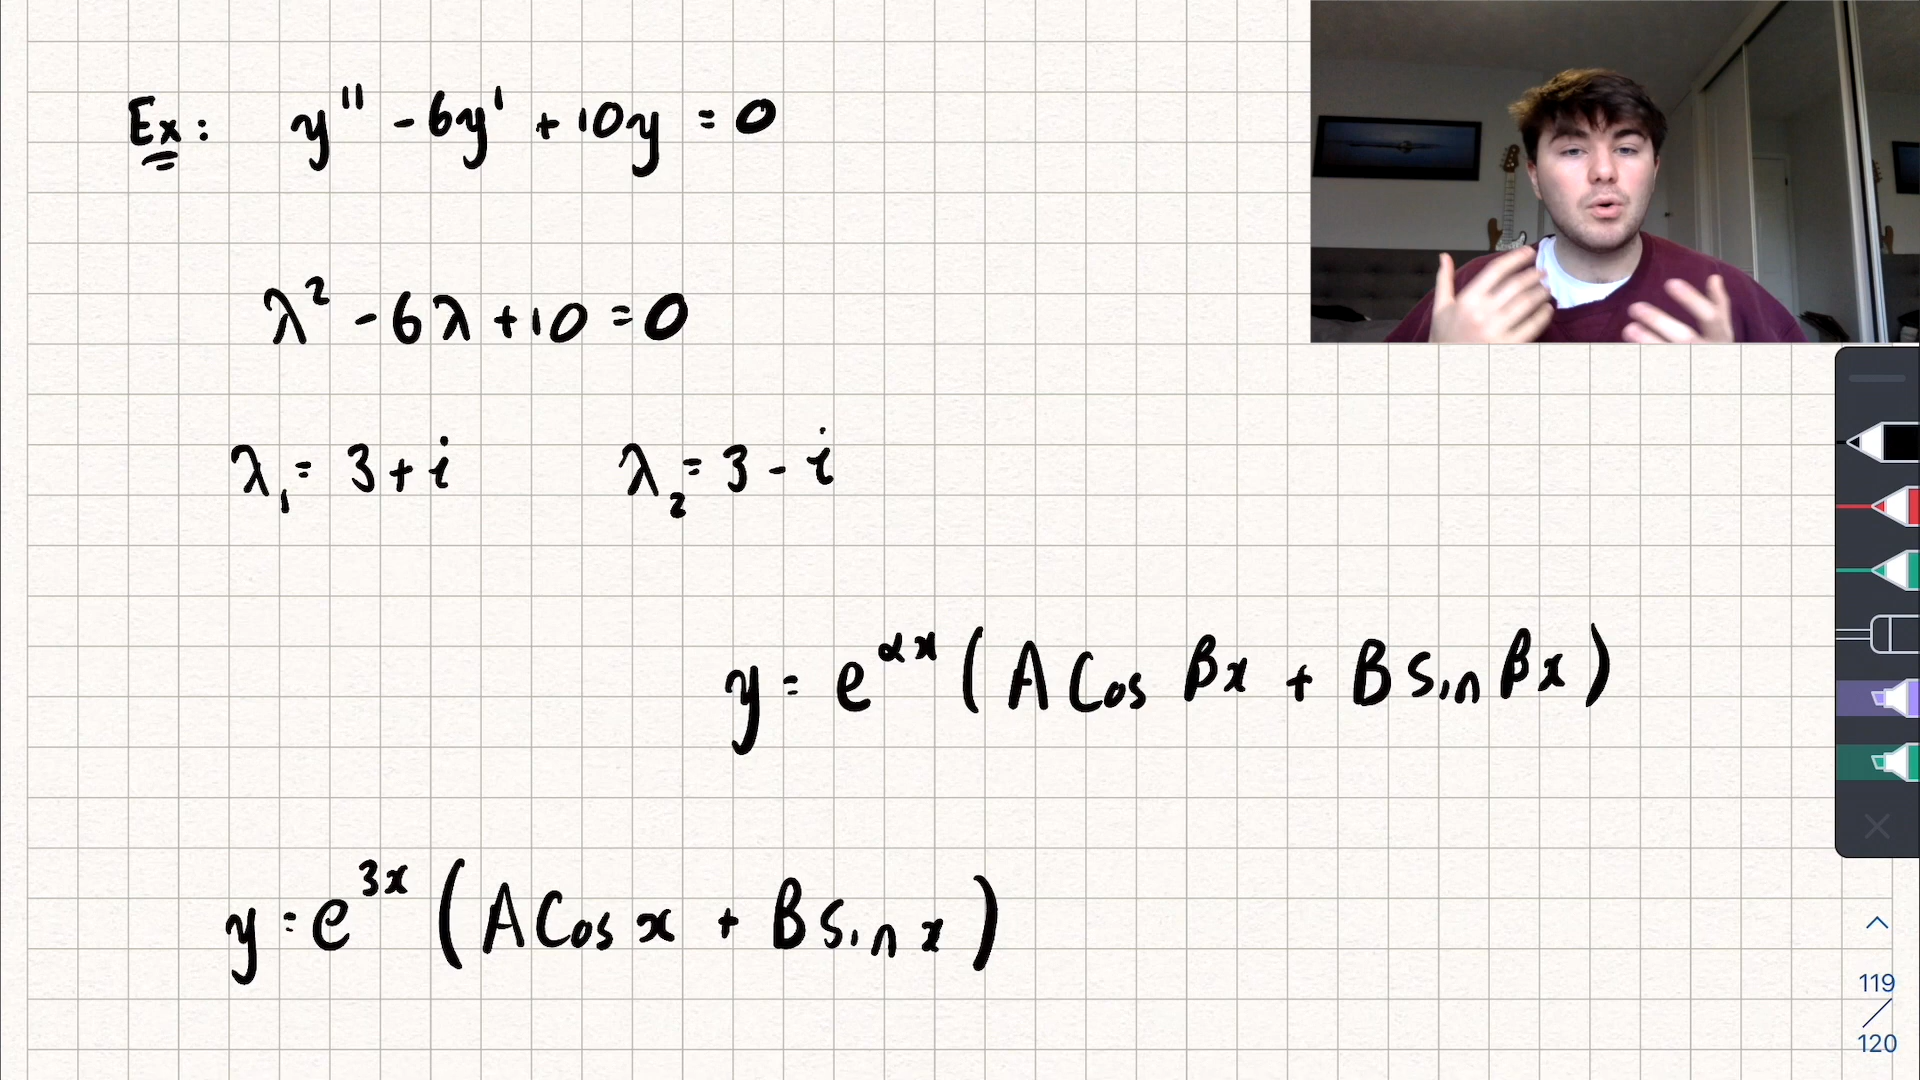 Ex: y'' - 6y' + 10y = 0
λ² - 6λ + 10 = 0
λ₁ = 3 + i λ₂ = 3 - i
y = e^{αx} ( A Cos βx + B Sin βx )
y = e^{3x} ( A Cos x + B Sin x )
119
/
120